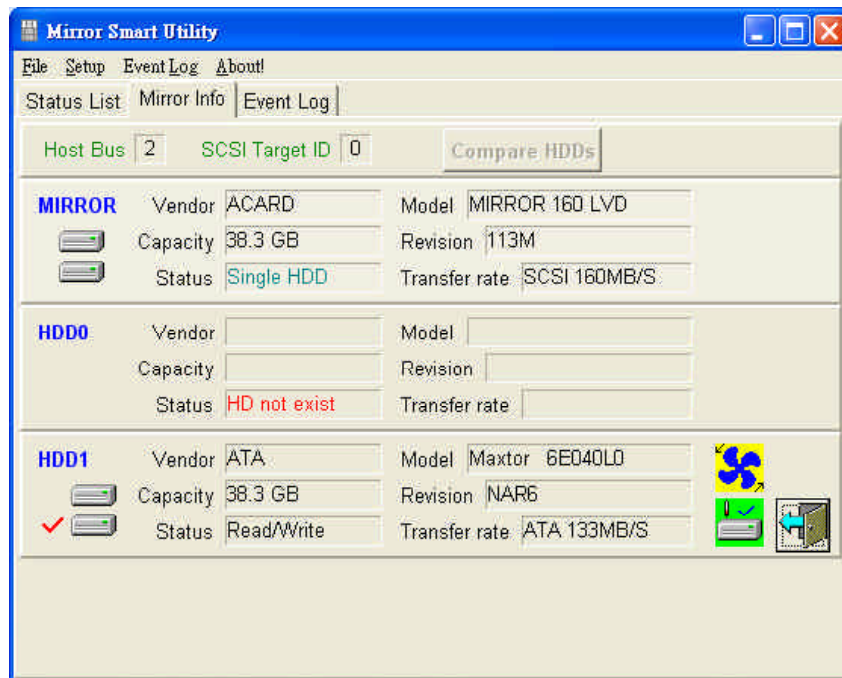 Mirror Smart Utility
File Setup Event Log About!
Status List Mirror Info Event Log
Host Bus 2 SCSI Target ID 0 Compare HDDs
MIRROR Vendor ACARD Model MIRROR 160 LVD
Capacity 38.3 GB Revision 113M
Status Single HDD Transfer rate SCSI 160MB/S
HDD0 Vendor Model
Capacity Revision
Status HD not exist Transfer rate
HDD1 Vendor ATA Model Maxtor 6E040L0
Capacity 38.3 GB Revision NAR6
Status Read/Write Transfer rate ATA 133MB/S